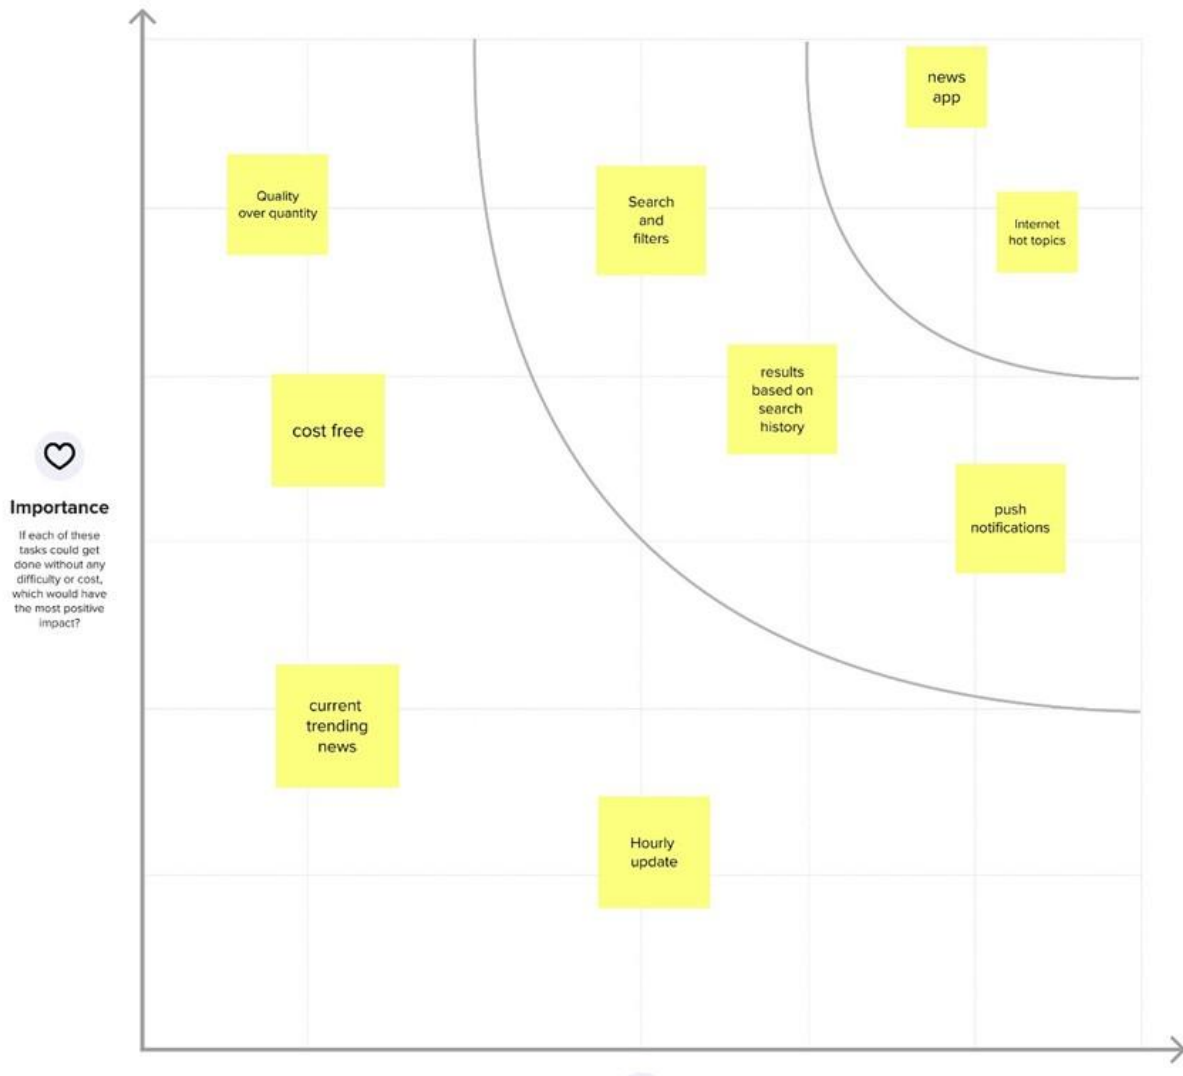 news
app
Quality
over quantity
Search
and
filters
Internet
hot topics
results
based on
search
history
cost free
push
notifications
Importance
If each of these
tasks could get
done without any
difficulty or cost,
which would have
the most positive
impact?
current
trending
news
Hourly
update